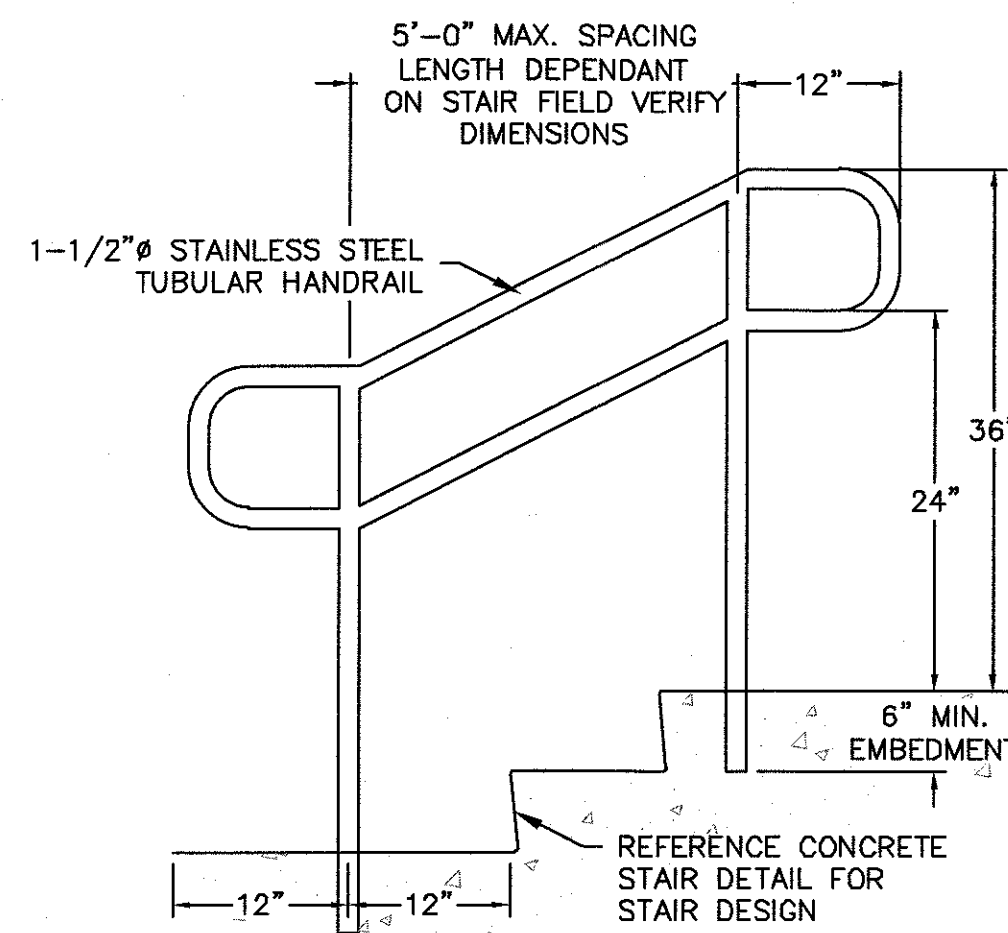 5'-0" MAX. SPACING
LENGTH DEPENDANT
ON STAIR FIELD VERIFY
DIMENSIONS
12"
1-1/2"ø STAINLESS STEEL
TUBULAR HANDRAIL
36"
24"
6" MIN.
EMBEDMENT
REFERENCE CONCRETE
STAIR DETAIL FOR
STAIR DESIGN
12"
12"